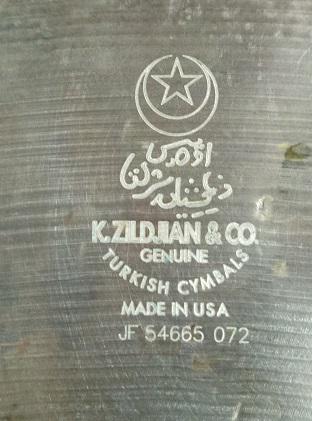 K. ZILDJIAN & CO.
GENUINE
TURKISH CYMBALS
MADE IN USA
JF 54665 072